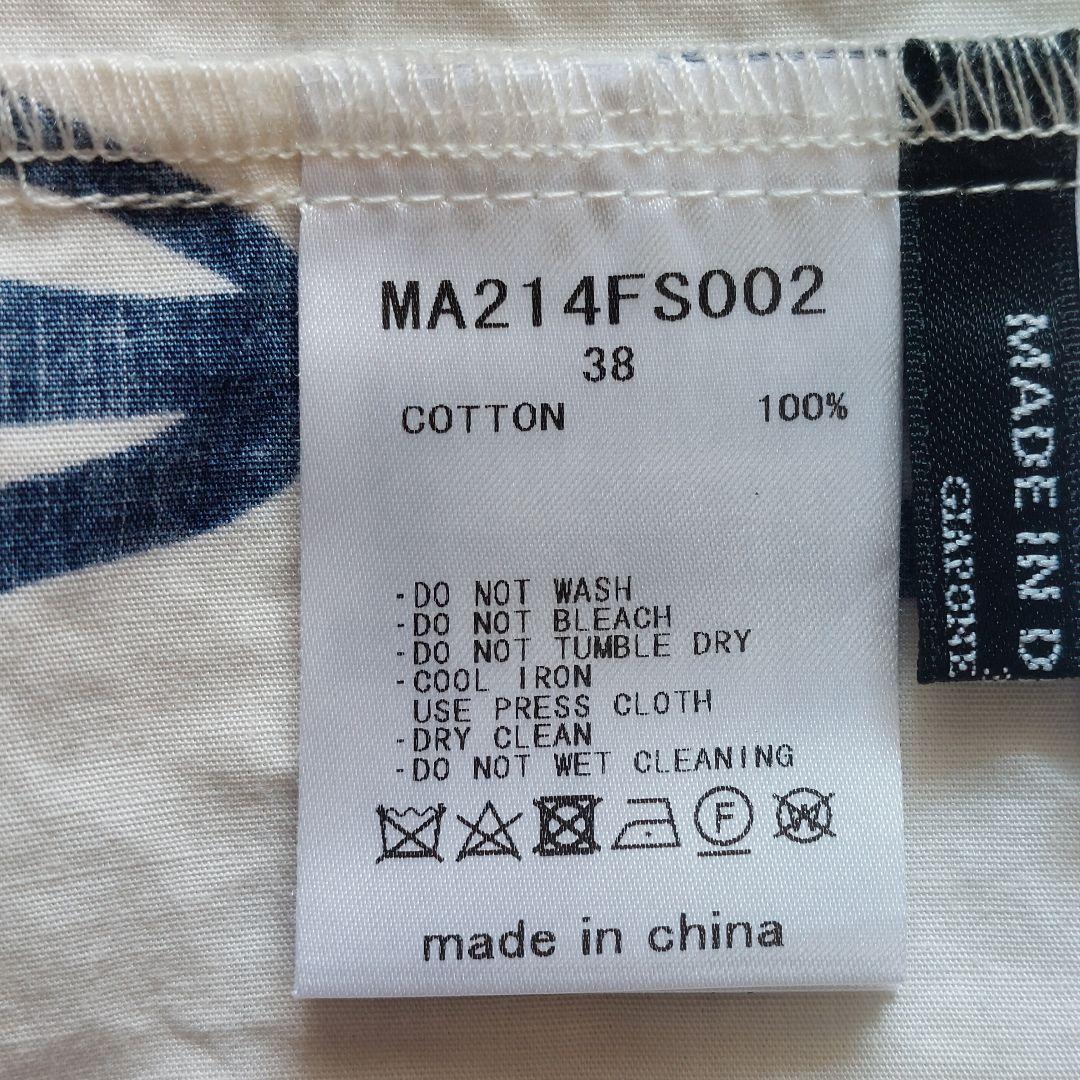 MA214FS002
38
COTTON 100%
-DO NOT WASH
-DO NOT BLEACH
-DO NOT TUMBLE DRY
-COOL IRON
USE PRESS CLOTH
-DRY CLEAN
-DO NOT WET CLEANING
F
W
made in china
MADE IN